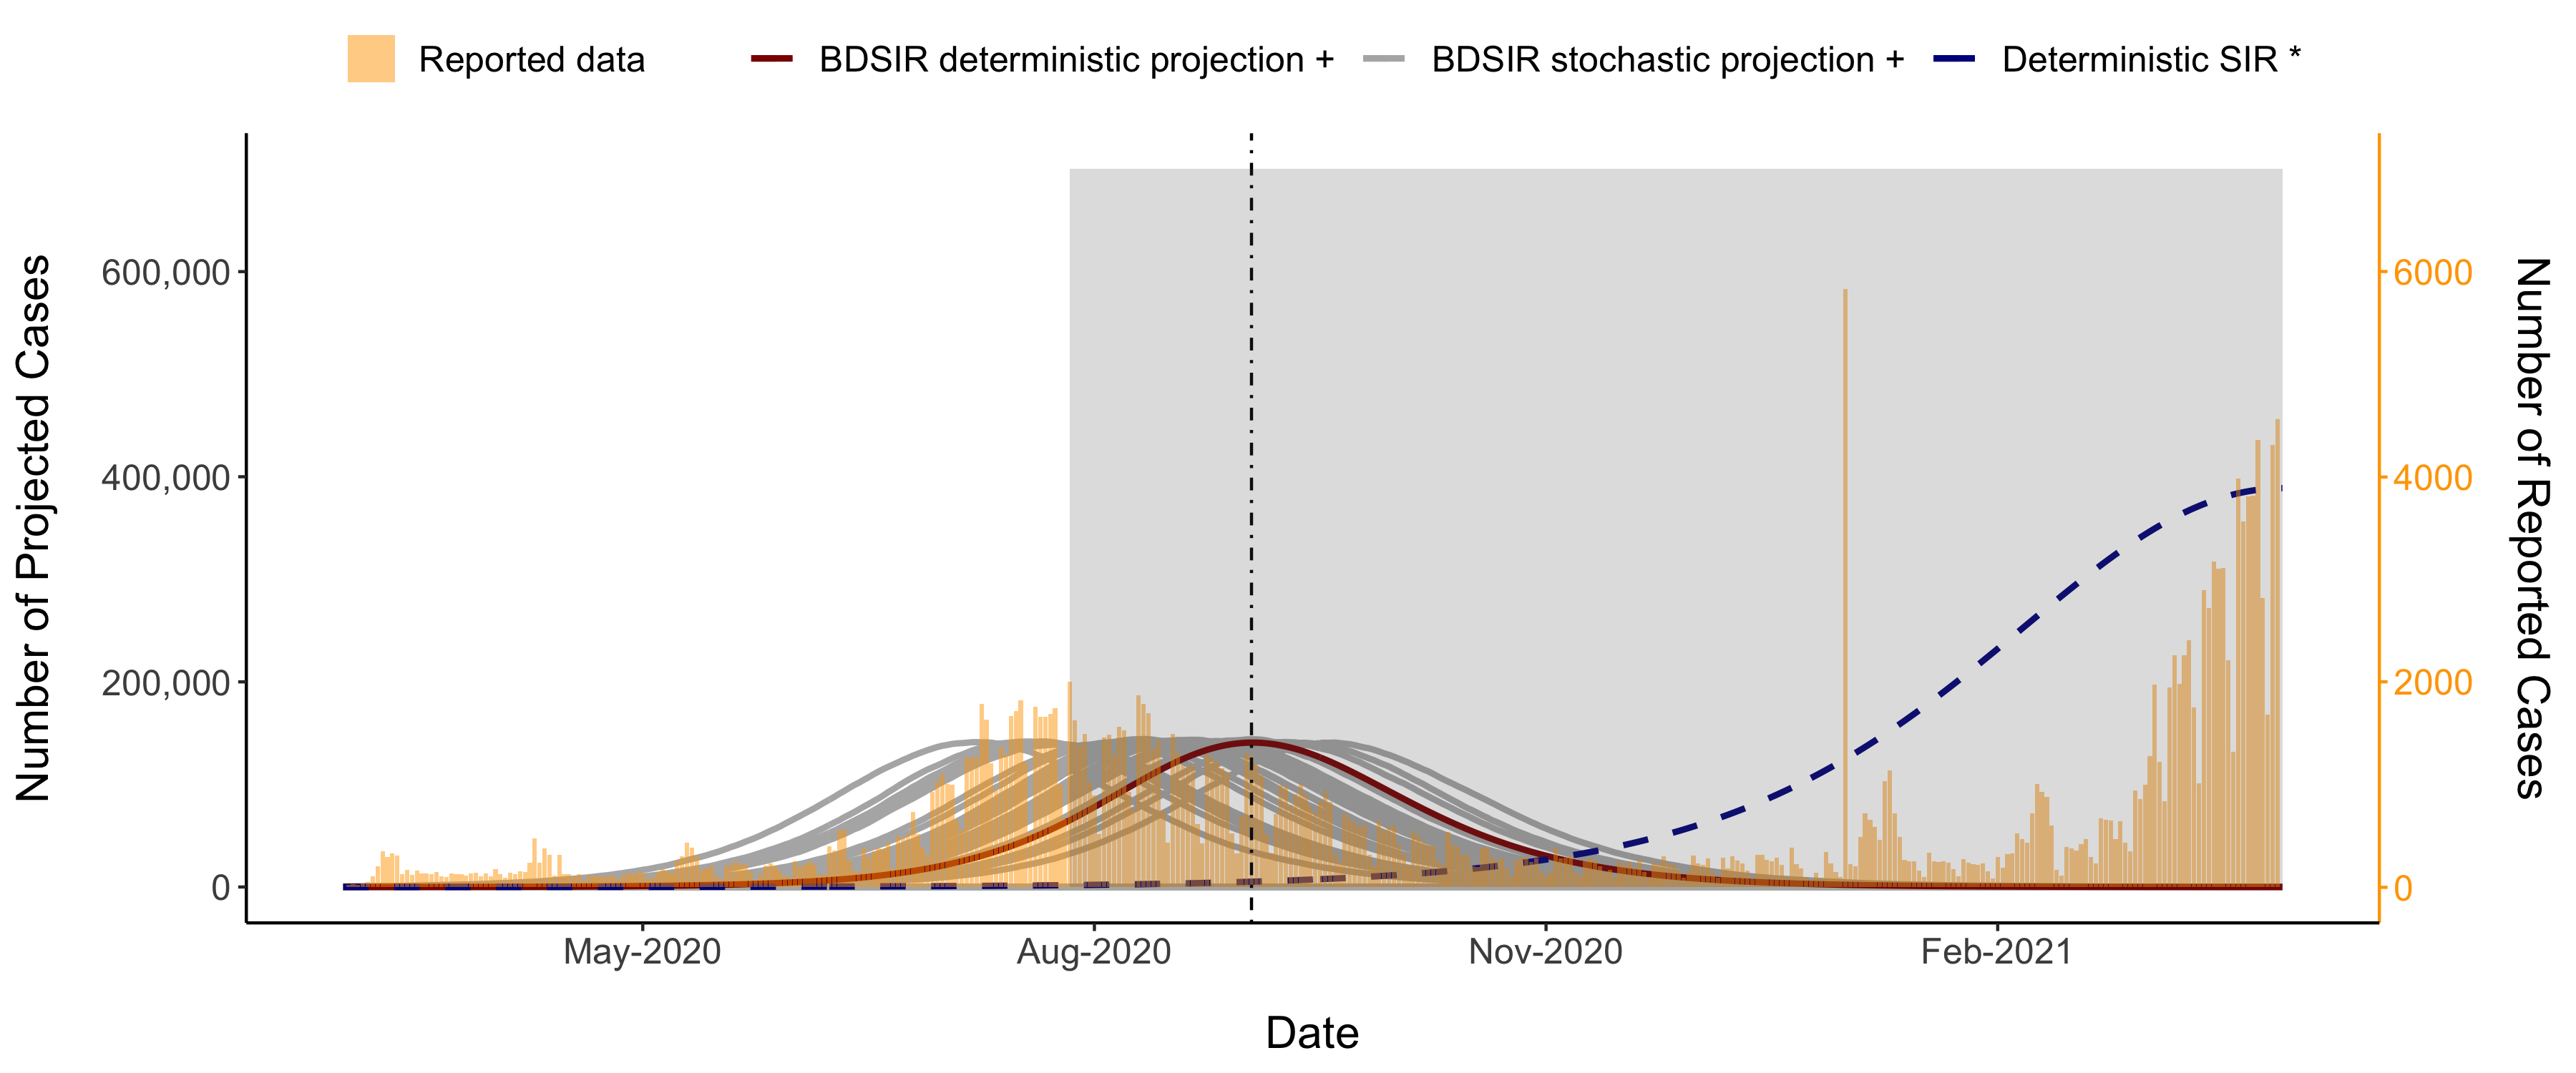 Reported data
BDSIR deterministic projection +
BDSIR stochastic projection +
Deterministic SIR *
Number of Projected Cases
600,000
400,000
200,000
0
6000
4000
2000
0
Number of Reported Cases
May-2020
Aug-2020
Nov-2020
Feb-2021
Date